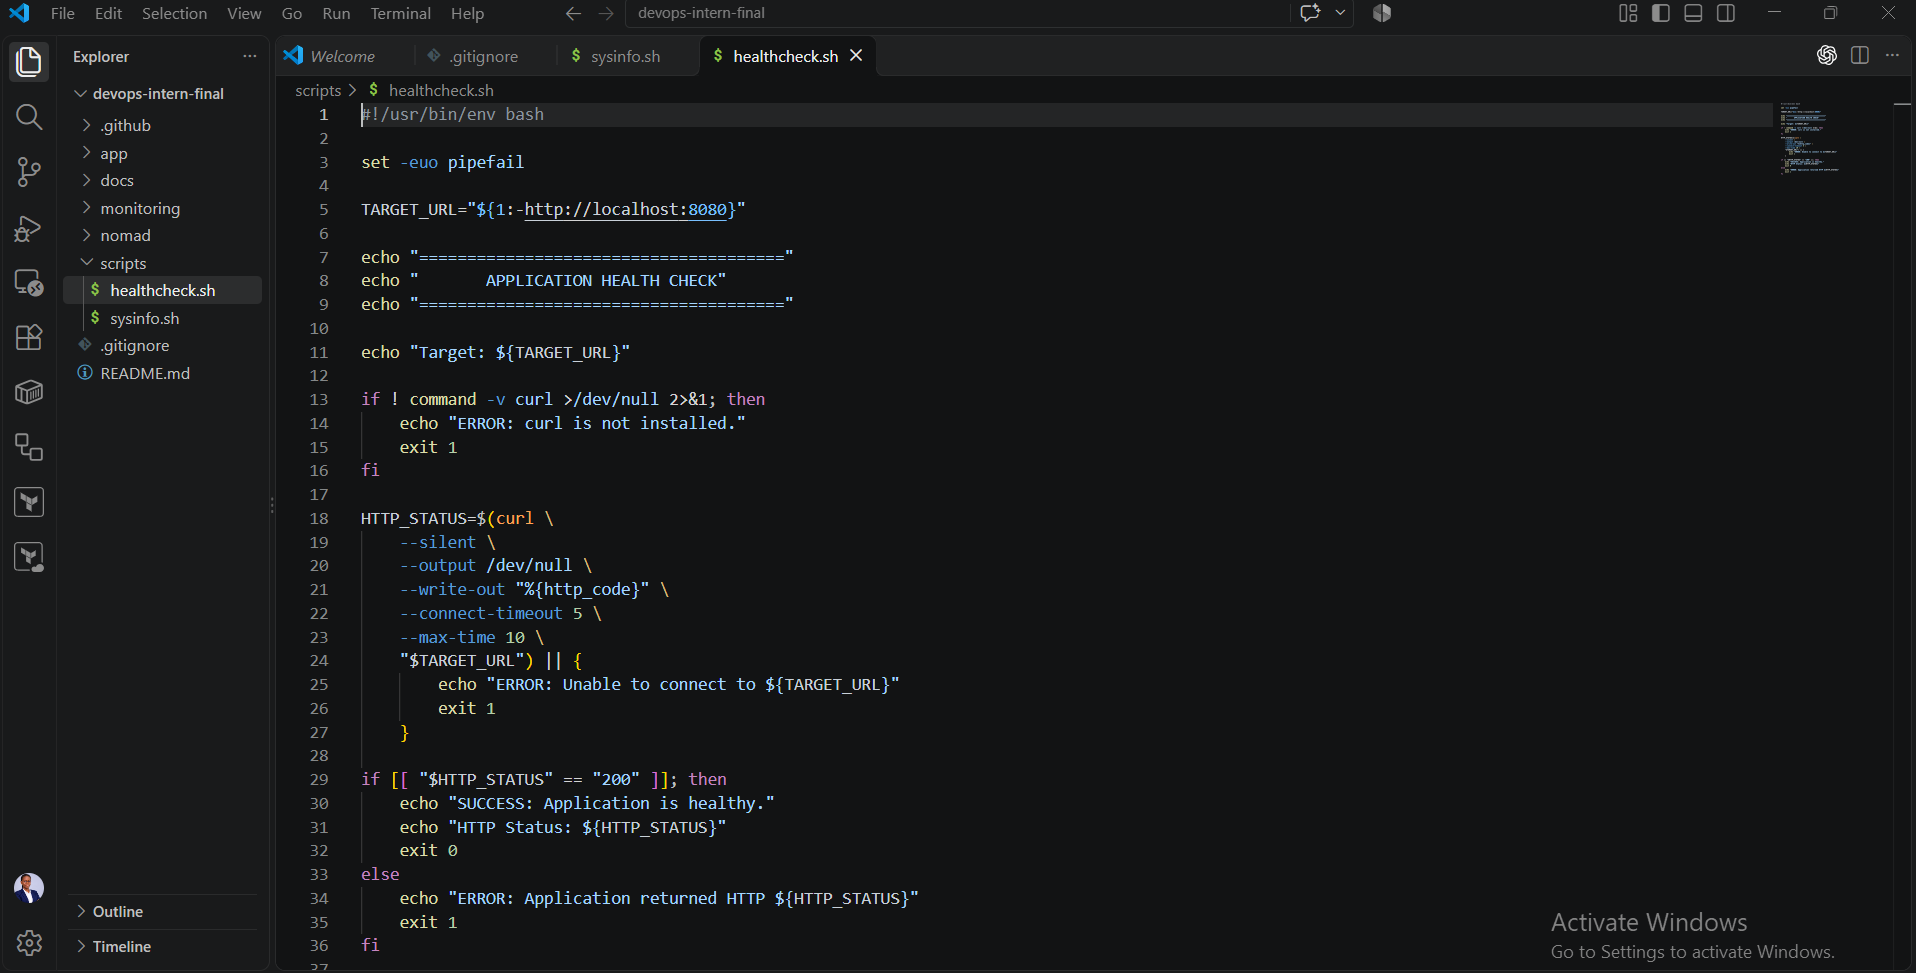 File Edit Selection View Go Run Terminal Help
devops-intern-final
Explorer
devops-intern-final
.github
app
docs
monitoring
nomad
scripts
healthcheck.sh
sysinfo.sh
.gitignore
README.md
Outline
Timeline
Welcome
.gitignore
$ sysinfo.sh
$ healthcheck.sh
scripts > $ healthcheck.sh
1 #!/usr/bin/env bash
2
3 set -euo pipefail
4
5 TARGET_URL="${1:-http://localhost:8080}"
6
7 echo "======================================"
8 echo "       APPLICATION HEALTH CHECK"
9 echo "======================================"
10
11 echo "Target: ${TARGET_URL}"
12
13 if ! command -v curl >/dev/null 2>&1; then
14     echo "ERROR: curl is not installed."
15     exit 1
16 fi
17
18 HTTP_STATUS=$(curl \
19     --silent \
20     --output /dev/null \
21     --write-out "%{http_code}" \
22     --connect-timeout 5 \
23     --max-time 10 \
24     "$TARGET_URL") || {
25         echo "ERROR: Unable to connect to ${TARGET_URL}"
26         exit 1
27     }
28
29 if [[ "$HTTP_STATUS" == "200" ]]; then
30     echo "SUCCESS: Application is healthy."
31     echo "HTTP Status: ${HTTP_STATUS}"
32     exit 0
33 else
34     echo "ERROR: Application returned HTTP ${HTTP_STATUS}"
35     exit 1
36 fi
37
Activate Windows
Go to Settings to activate Windows.